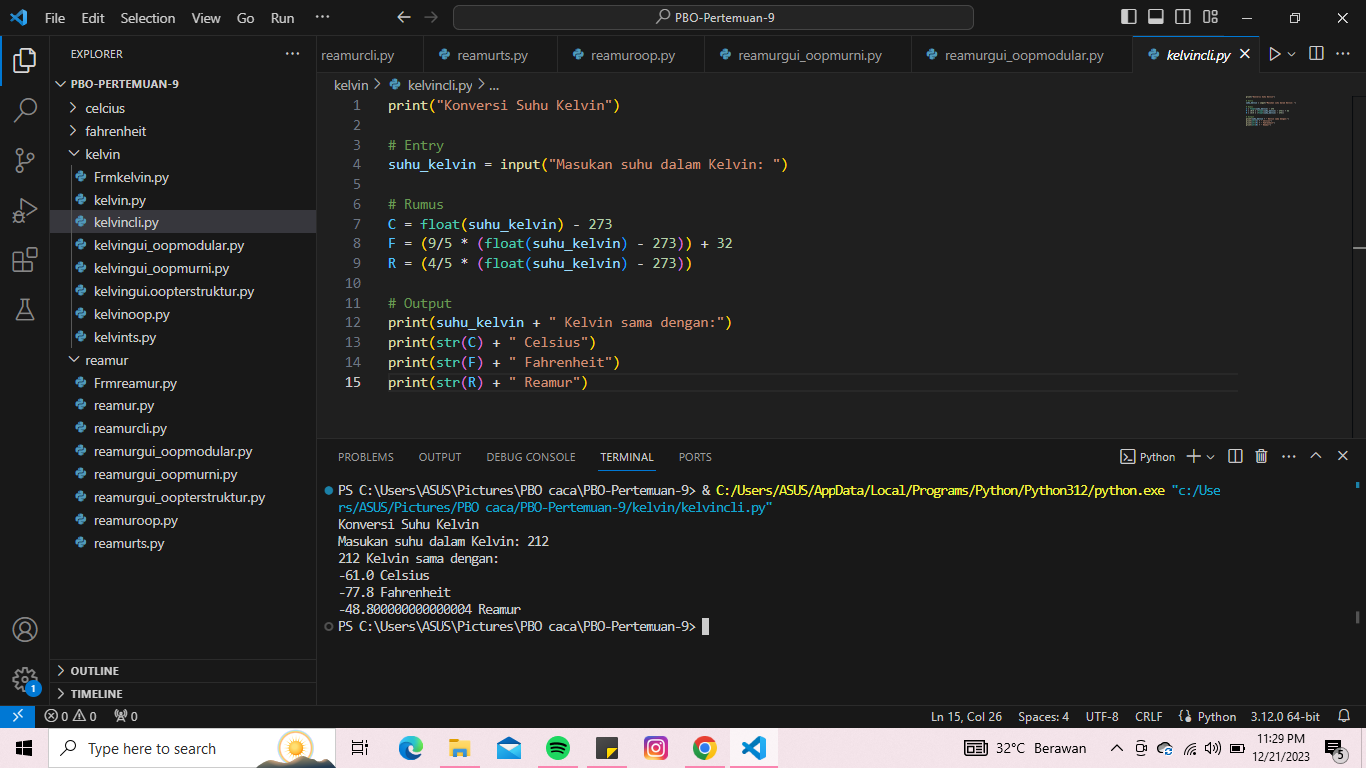 File Edit Selection View Go Run ··· PBO-Pertemuan-9
EXPLORER ···
PBO-PERTEMUAN-9
celcius
fahrenheit
kelvin
Frmkelvin.py
kelvin.py
kelvincli.py
kelvingui_oopmodular.py
kelvingui_oopmurni.py
kelvingui.oopterstruktur.py
kelvinoop.py
kelvints.py
reamur
Frmreamur.py
reamur.py
reamurcli.py
reamurgui_oopmodular.py
reamurgui_oopmurni.py
reamurgui_oopterstruktur.py
reamuroop.py
reamurts.py
OUTLINE
TIMELINE
1
reamurcli.py reamurts.py reamuroop.py reamurgui_oopmurni.py reamurgui_oopmodular.py kelvincli.py ···
kelvin > kelvincli.py > ...
1 print("Konversi Suhu Kelvin")
2
3 # Entry
4 suhu_kelvin = input("Masukan suhu dalam Kelvin: ")
5
6 # Rumus
7 C = float(suhu_kelvin) - 273
8 F = (9/5 * (float(suhu_kelvin) - 273)) + 32
9 R = (4/5 * (float(suhu_kelvin) - 273))
10
11 # Output
12 print(suhu_kelvin + " Kelvin sama dengan:")
13 print(str(C) + " Celsius")
14 print(str(F) + " Fahrenheit")
15 print(str(R) + " Reamur")
PROBLEMS OUTPUT DEBUG CONSOLE TERMINAL PORTS Python ···
PS C:\Users\ASUS\Pictures\PBO caca\PBO-Pertemuan-9> & C:/Users/ASUS/AppData/Local/Programs/Python/Python312/python.exe "c:/Use
rs/ASUS/Pictures/PBO caca/PBO-Pertemuan-9/kelvin/kelvincli.py"
Konversi Suhu Kelvin
Masukan suhu dalam Kelvin: 212
212 Kelvin sama dengan:
-61.0 Celsius
-77.8 Fahrenheit
-48.800000000000004 Reamur
PS C:\Users\ASUS\Pictures\PBO caca\PBO-Pertemuan-9>
0 0 0 Ln 15, Col 26 Spaces: 4 UTF-8 CRLF Python 3.12.0 64-bit
Type here to search 32°C Berawan 11:29 PM
12/21/2023 5